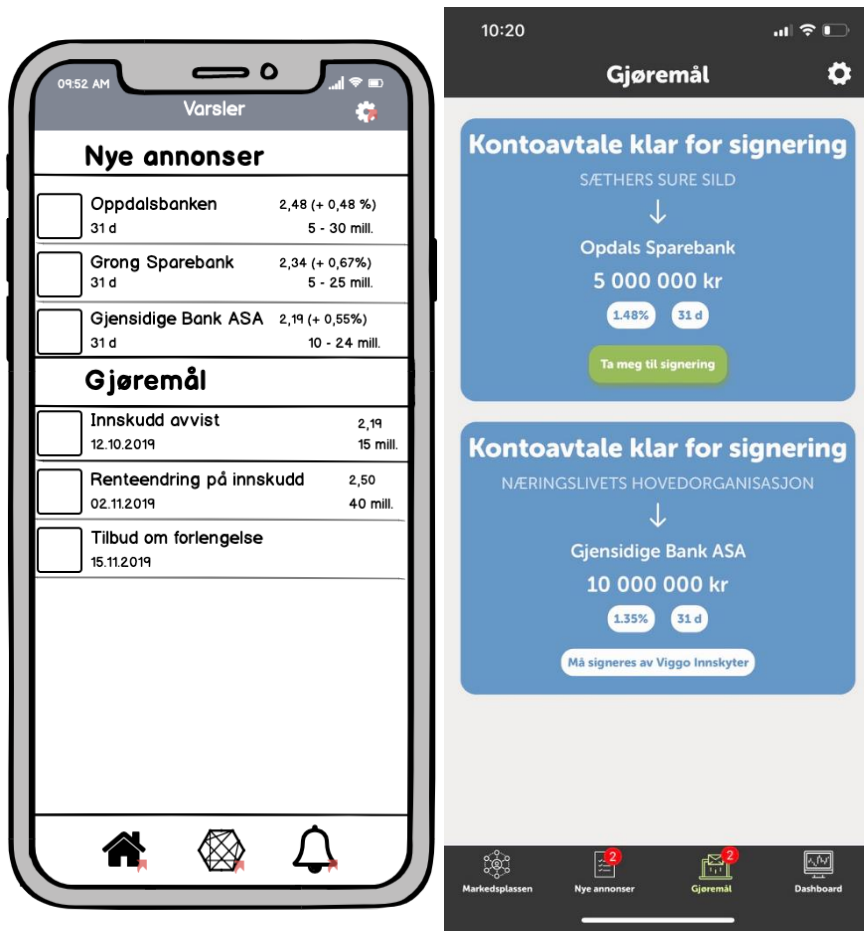 09:52 AM
Varsler
Nye annonser
Oppdalsbanken 2,48 (+ 0,48 %)
31 d 5 - 30 mill.
Grong Sparebank 2,34 (+ 0,67%)
31 d 5 - 25 mill.
Gjensidige Bank ASA 2,19 (+ 0,55%)
31 d 10 - 24 mill.
Gjøremål
Innskudd avvist 2,19
12.10.2019 15 mill.
Renteendring på innskudd 2,50
02.11.2019 40 mill.
Tilbud om forlengelse
15.11.2019
10:20
Gjøremål
Kontoavtale klar for signering
SÆTHERS SURE SILD
↓
Opdals Sparebank
5 000 000 kr
1.48% 31 d
Ta meg til signering
Kontoavtale klar for signering
NÆRINGSLIVETS HOVEDORGANISASJON
↓
Gjensidige Bank ASA
10 000 000 kr
1.35% 31 d
Må signeres av Viggo Innskyter
2 2
Markedsplassen Nye annonser Gjøremål Dashboard